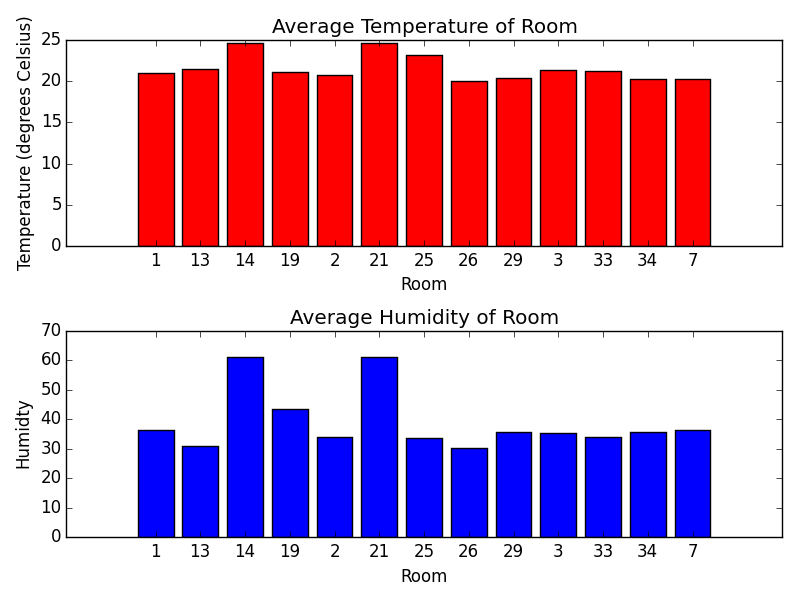 Average Temperature of Room
Temperature (degrees Celsius)
25
20
15
10
5
0
1 13 14 19 2 21 25 26 29 3 33 34 7
Room
Average Humidity of Room
Humidty
70
60
50
40
30
20
10
0
1 13 14 19 2 21 25 26 29 3 33 34 7
Room